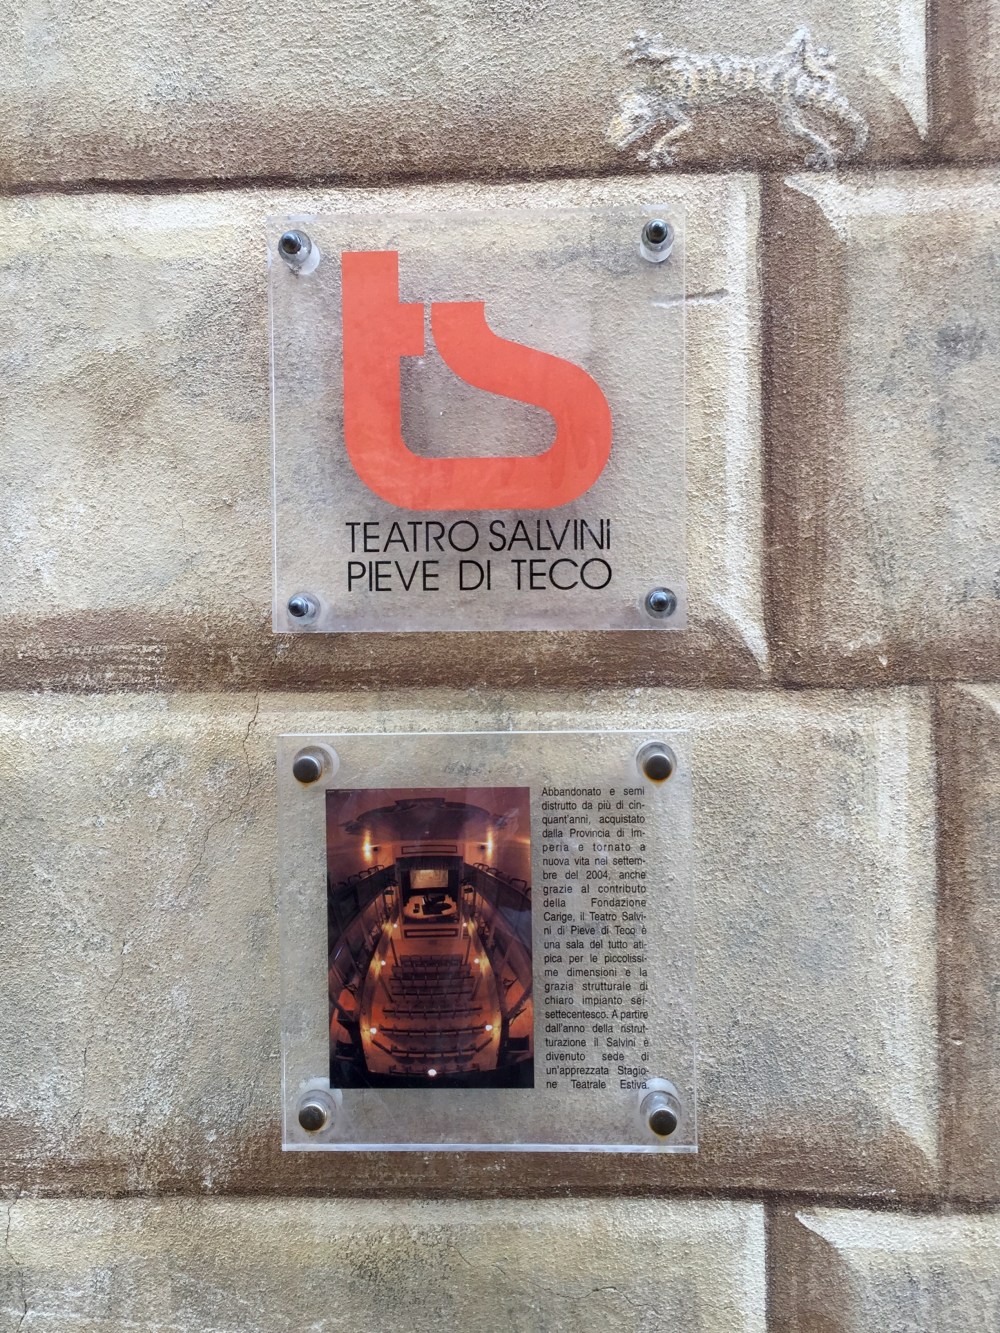 ts
TEATRO SALVINI
PIEVE DI TECO
Abbandonato e semi
distrutto da più di cin-
quant'anni, acquistato
dalla Provincia di Im-
peria e tornato a
nuova vita nel settem-
bre del 2004, anche
grazie al contributo
della Fondazione
Carige, il Teatro Salvi-
ni di Pieve di Teco è
una sala del tutto ati-
pica per le piccolissi-
me dimensioni e la
grazia strutturale di
chiaro impianto sei-
settecentesco. A partire
dall'anno della ristrut-
turazione il Salvini è
divenuto sede di
un'apprezzata Stagio-
ne Teatrale Estiva.